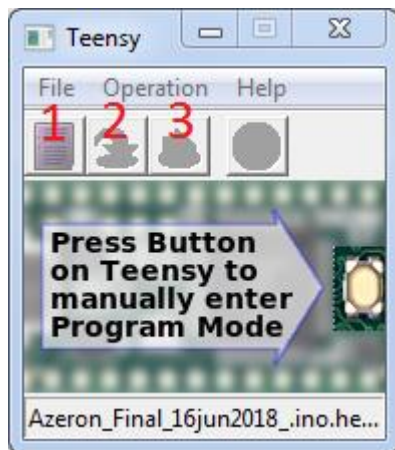 Teensy
File Operation Help
1 2 3
Press Button
on Teensy to
manually enter
Program Mode
Azeron_Final_16jun2018_.ino.he...